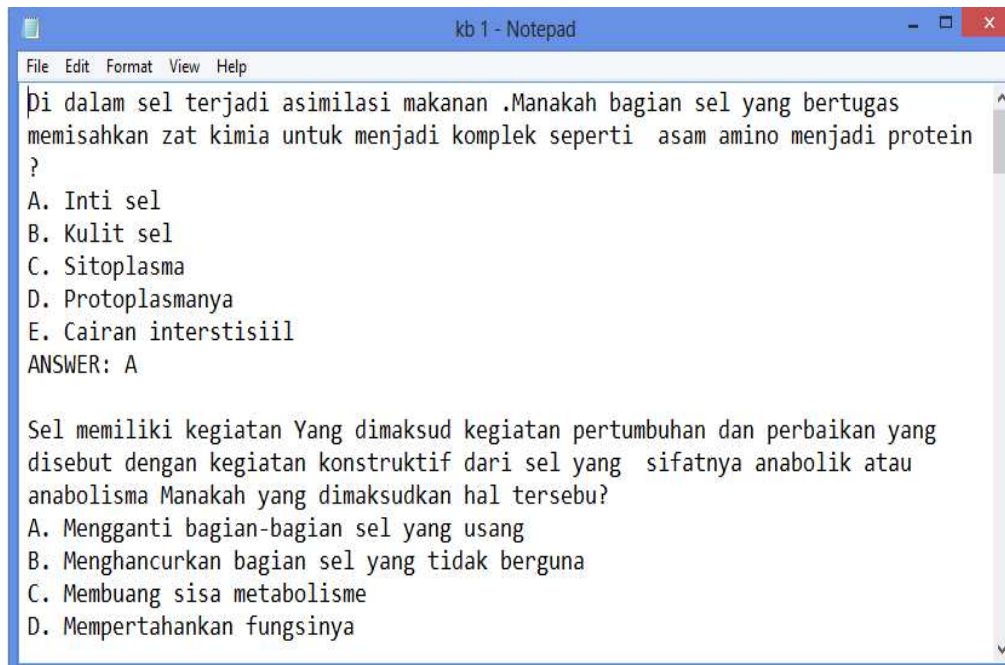 kb 1 - Notepad
File Edit Format View Help
Di dalam sel terjadi asimilasi makanan .Manakah bagian sel yang bertugas
memisahkan zat kimia untuk menjadi komplek seperti  asam amino menjadi protein
?
A. Inti sel
B. Kulit sel
C. Sitoplasma
D. Protoplasmanya
E. Cairan interstisiil
ANSWER: A
Sel memiliki kegiatan Yang dimaksud kegiatan pertumbuhan dan perbaikan yang
disebut dengan kegiatan konstruktif dari sel yang  sifatnya anabolik atau
anabolisma Manakah yang dimaksudkan hal tersebu?
A. Mengganti bagian-bagian sel yang usang
B. Menghancurkan bagian sel yang tidak berguna
C. Membuang sisa metabolisme
D. Mempertahankan fungsinya